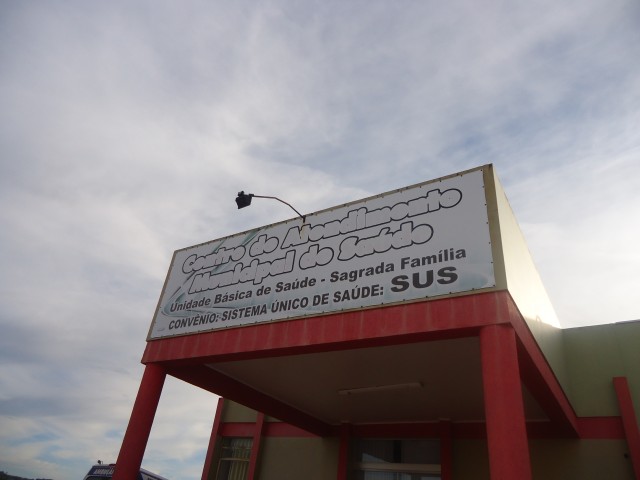 Centro de Atendimento
Municipal de Saúde
Unidade Básica de Saúde - Sagrada Família
CONVÊNIO: SISTEMA ÚNICO DE SAÚDE: SUS